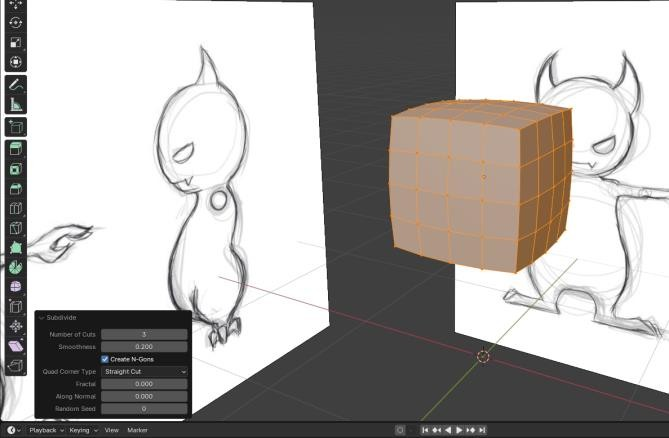 Subdivide
Number of Cuts 3
Smoothness 0.200
Create N-Gons
Quad Corner Type Straight Cut
Fractal 0.000
Along Normal 0.000
Random Seed 0
Playback Keying View Marker